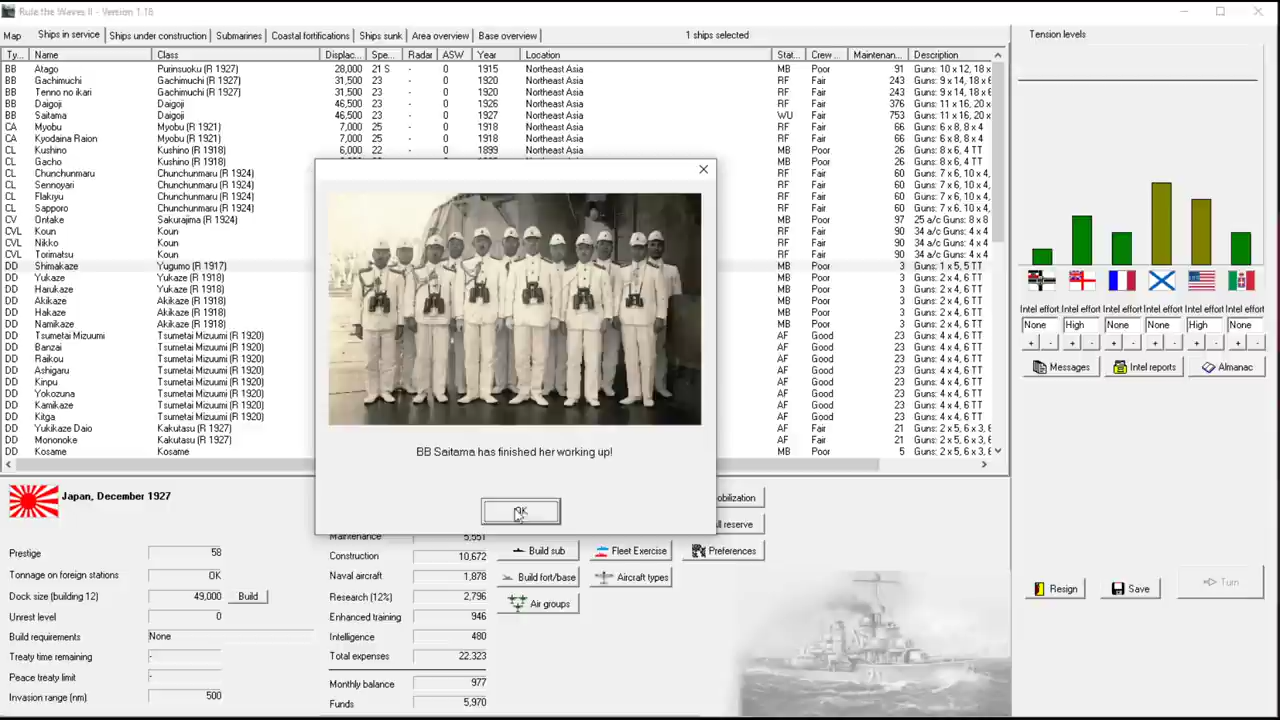 Rule the Waves II - Version 1.18
Map Ships in service Ships under construction Submarines Coastal fortifications Ships sunk Area overview Base overview 1 ships selected Tension levels
Ty... Name Class Displac... Spe... Radar ASW Year Location Stat... Crew ... Maintenan... Description
BB Atago Purinsuoku (R 1927) 28,000 21 S - 0 1915 Northeast Asia MB Poor 91 Guns: 10 x 12, 18 x
BB Gachimuchi Gachimuchi (R 1927) 31,500 23 - 0 1920 Northeast Asia RF Fair 243 Guns: 9 x 14, 18 x 6
BB Tenno no ikari Gachimuchi (R 1927) 31,500 23 - 0 1920 Northeast Asia RF Fair 243 Guns: 9 x 14, 18 x 6
BB Daigoji Daigoji 46,500 23 - 0 1926 Northeast Asia RF Fair 376 Guns: 11 x 16, 20 x
BB Saitama Daigoji 46,500 23 - 0 1927 Northeast Asia WU Fair 753 Guns: 11 x 16, 20 x
CA Myobu Myobu (R 1921) 7,000 25 - 0 1918 Northeast Asia RF Fair 66 Guns: 6 x 8, 8 x 4
CA Kyodaina Raion Myobu (R 1921) 7,000 25 - 0 1918 Northeast Asia RF Fair 66 Guns: 6 x 8, 8 x 4
CL Kushino Kushino (R 1918) 6,000 22 - 0 1899 Northeast Asia MB Poor 26 Guns: 8 x 6, 4 TT
CL Gacho Kushino (R 1918) MB Poor 26 Guns: 8 x 6, 4 TT
CL Chunchunmaru Chunchunmaru (R 1924) RF Fair 60 Guns: 7 x 6, 10 x 4,
CL Sennoyari Chunchunmaru (R 1924) RF Fair 60 Guns: 7 x 6, 10 x 4,
CL Flakiyu Chunchunmaru (R 1924) RF Fair 60 Guns: 7 x 6, 10 x 4,
CL Sapporo Chunchunmaru (R 1924) RF Fair 60 Guns: 7 x 6, 10 x 4,
CV Ontake Sakurajima (R 1924) MB Poor 97 25 a/c Guns: 8 x 8
CVL Koun Koun RF Fair 90 34 a/c Guns: 4 x
CVL Nikko Koun RF Fair 90 34 a/c Guns: 4 x
CVL Torimatsu Koun RF Fair 90 34 a/c Guns: 4 x
DD Shimakaze Yugumo (R 1917) MB Poor 3 Guns: 1 x 5, 5 TT
DD Yukaze Yukaze (R 1918) MB Poor 3 Guns: 2 x 4, 6 TT
DD Harukaze Yukaze (R 1918) MB Poor 3 Guns: 2 x 4, 6 TT
DD Akikaze Akikaze (R 1918) MB Poor 3 Guns: 2 x 4, 6 TT
DD Hakaze Akikaze (R 1918) MB Poor 3 Guns: 2 x 4, 6 TT
DD Namikaze Akikaze (R 1918) MB Poor 3 Guns: 2 x 4, 6 TT
DD Tsumetai Mizuumi Tsumetai Mizuumi (R 1920) AF Good 23 Guns: 4 x 4, 6 TT
DD Banzai Tsumetai Mizuumi (R 1920) AF Good 23 Guns: 4 x 4, 6 TT
DD Raikou Tsumetai Mizuumi (R 1920) AF Good 23 Guns: 4 x 4, 6 TT
DD Ashigaru Tsumetai Mizuumi (R 1920) AF Good 23 Guns: 4 x 4, 6 TT
DD Kinpu Tsumetai Mizuumi (R 1920) AF Good 23 Guns: 4 x 4, 6 TT
DD Yokozuna Tsumetai Mizuumi (R 1920) AF Good 23 Guns: 4 x 4, 6 TT
DD Kamikaze Tsumetai Mizuumi (R 1920) AF Good 23 Guns: 4 x 4, 6 TT
DD Kitga Tsumetai Mizuumi (R 1920) AF Good 23 Guns: 4 x 4, 6 TT
DD Yukikaze Daio Kakutasu (R 1927) AF Fair 21 Guns: 2 x 5, 6 x 3,
DD Mononoke Kakutasu (R 1927) AF Fair 21 Guns: 2 x 5, 6 x 3,
DD Kosame Kosame MB Poor 5 Guns: 2 x 5, 6 x 3,
Intel effort Intel effort Intel effort Intel effort Intel effort Intel effort
None High None None High None
+ - + - + - + - + - + -
Messages Intel reports Almanac
BB Saitama has finished her working up!
OK
Japan, December 1927
Prestige 58
Tonnage on foreign stations OK
Dock size (building 12) 49,000 Build
Unrest level 0
Build requirements None
Treaty time remaining -
Peace treaty limit -
Invasion range (nm) 500
Maintenance 5,551
Construction 10,672
Naval aircraft 1,878
Research (12%) 2,796
Enhanced training 946
Intelligence 480
Total expenses 22,323
Monthly balance 977
Funds 5,970
obilization
ll reserve
Build sub Fleet Exercise Preferences
Build fort/base Aircraft types
Air groups
Resign Save Turn